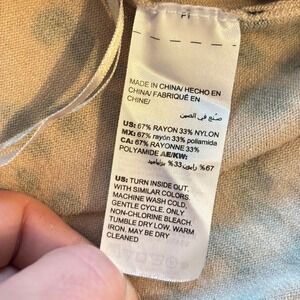 MADE IN CHINA/ HECHO EN
CHINA/ FABRIQUÉ EN
CHINE/
صنع في الصين
US: 67% RAYON 33% NYLON
MX: 67% rayón 33% poliamida
CA: 67% RAYONNE 33%
POLYAMIDE AE/KW:
67% رايون 33%
US: TURN INSIDE OUT.
WITH SIMILAR COLORS.
MACHINE WASH COLD,
GENTLE CYCLE. ONLY
NON-CHLORINE BLEACH.
TUMBLE DRY LOW. WARM
IRON. MAY BE DRY
CLEANED